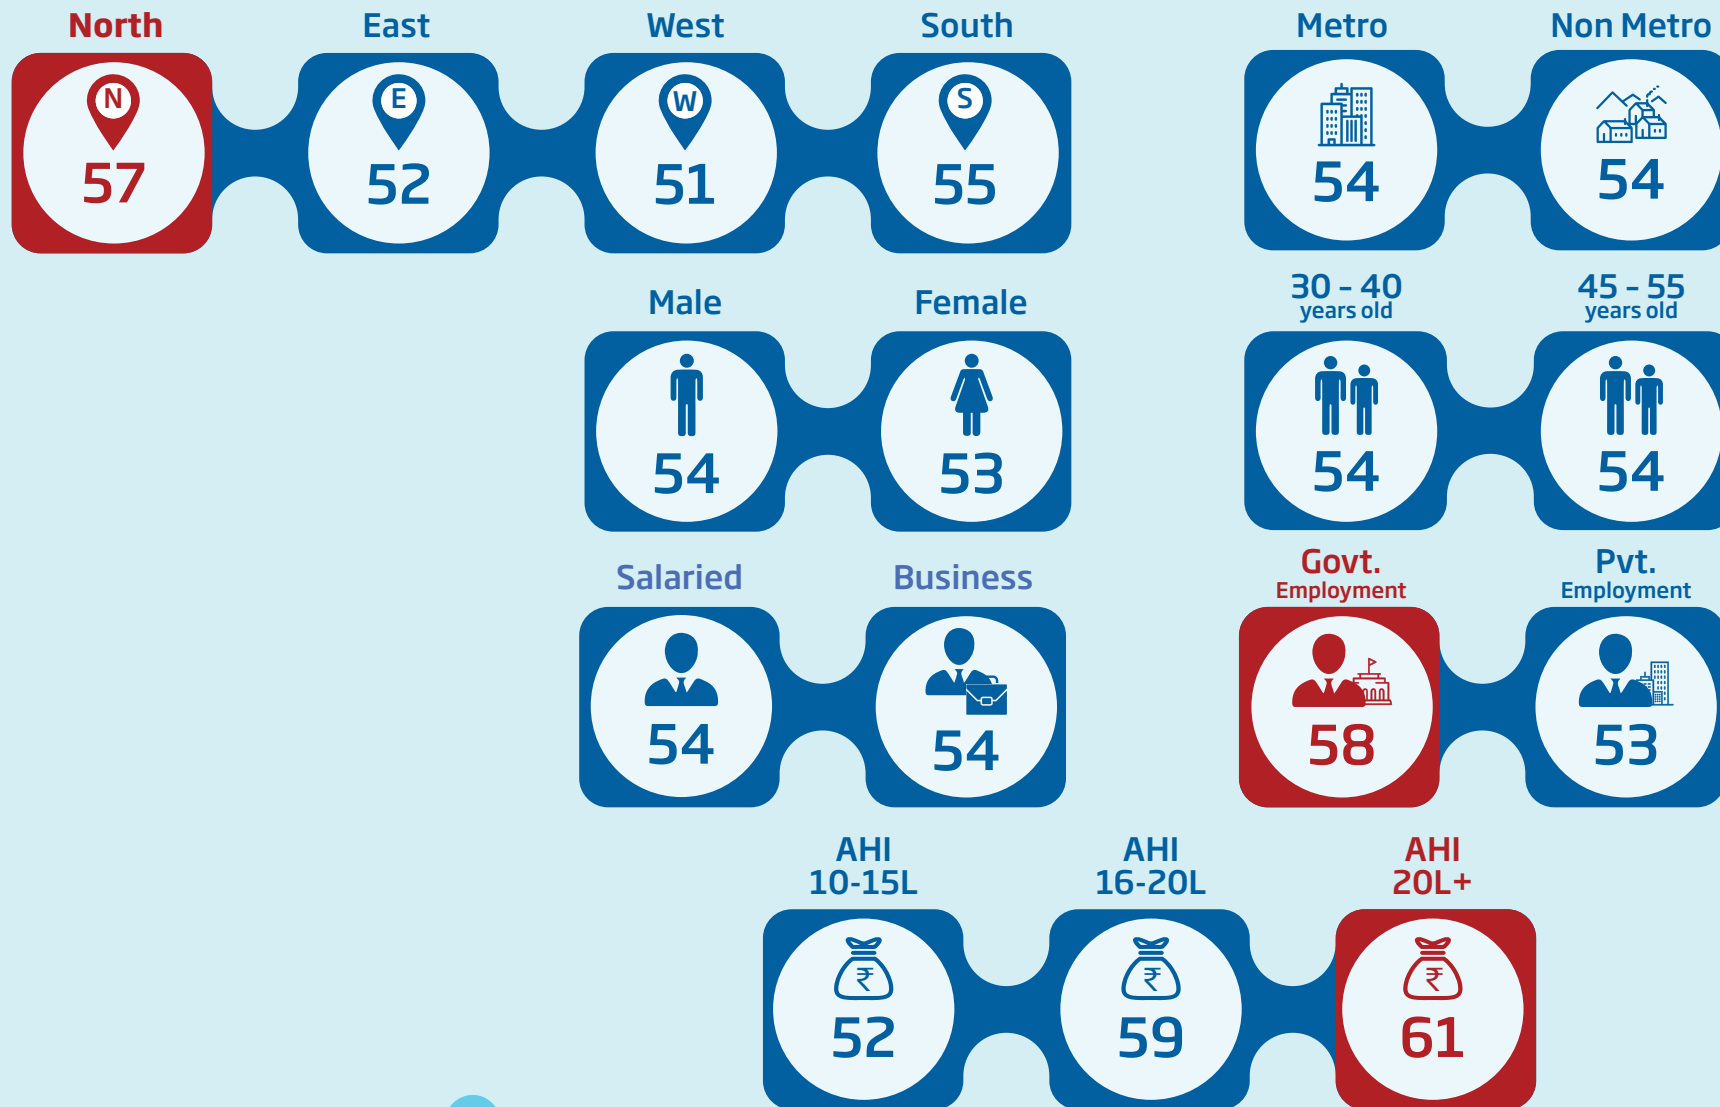 North East West South Metro Non Metro
N E W S
57 52 51 55 54 54
Male Female 30 - 40 45 - 55
years old years old
54 53 54 54
Salaried Business Govt. Pvt.
Employment Employment
54 54 58 53
AHI AHI AHI
10-15L 16-20L 20L+
₹ ₹ ₹
52 59 61